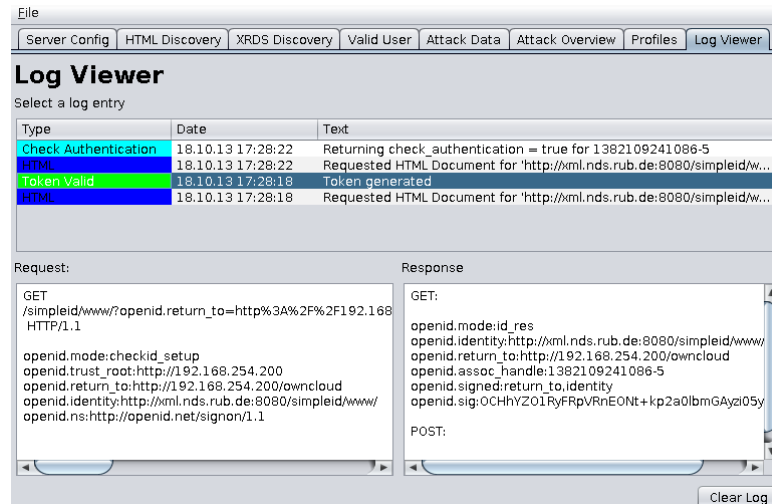 File
Server Config HTML Discovery XRDS Discovery Valid User Attack Data Attack Overview Profiles Log Viewer
Log Viewer
Select a log entry
Type Date Text
Check Authentication 18.10.13 17:28:22 Returning check_authentication = true for 1382109241086-5
HTML 18.10.13 17:28:22 Requested HTML Document for 'http://xml.nds.rub.de:8080/simpleid/w...
Token Valid 18.10.13 17:28:18 Token generated
HTML 18.10.13 17:28:18 Requested HTML Document for 'http://xml.nds.rub.de:8080/simpleid/w...
Request:
GET
/simpleid/www/?openid.return_to=http%3A%2F%2F192.168
HTTP/1.1
openid.mode:checkid_setup
openid.trust_root:http://192.168.254.200
openid.return_to:http://192.168.254.200/owncloud
openid.identity:http://xml.nds.rub.de:8080/simpleid/www/
openid.ns:http://openid.net/signon/1.1
Response
GET:
openid.mode:id_res
openid.identity:http://xml.nds.rub.de:8080/simpleid/www/
openid.return_to:http://192.168.254.200/owncloud
openid.assoc_handle:1382109241086-5
openid.signed:return_to,identity
openid.sig:OCHhYZO1RyFRpVRnEONt+kp2a0lbmGAyzi05y
POST:
Clear Log